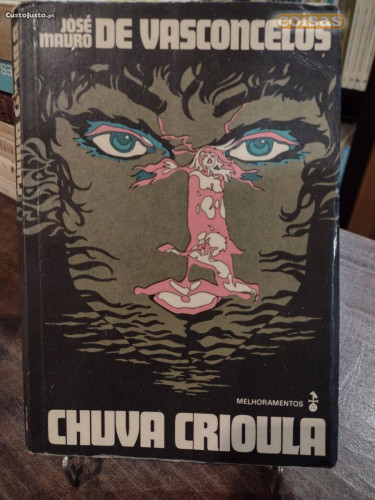 CustoJusto.pt
coisas
JOSÉ
MAURO DE VASCONCELOS
MELHORAMENTOS
CHUVA CRIOULA